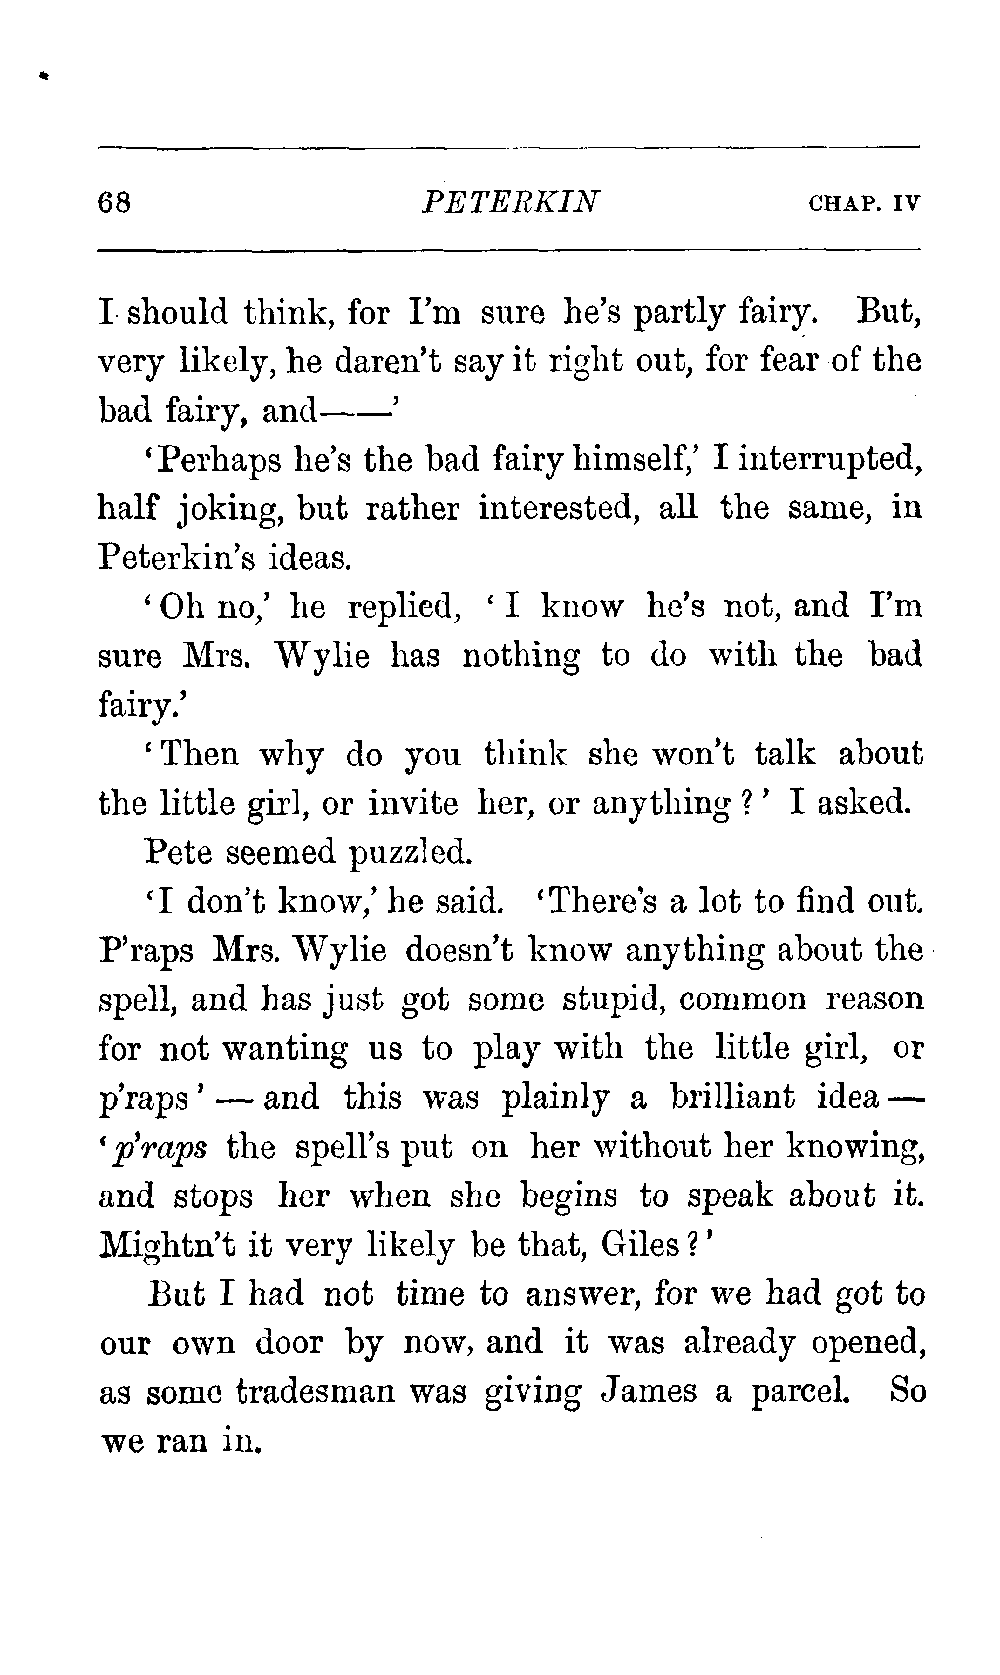 68 PETERKIN CHAP. IV
I should think, for I'm sure he's partly fairy. But,
very likely, he daren't say it right out, for fear of the
bad fairy, and——'
'Perhaps he's the bad fairy himself,' I interrupted,
half joking, but rather interested, all the same, in
Peterkin's ideas.
'Oh no,' he replied, 'I know he's not, and I'm
sure Mrs. Wylie has nothing to do with the bad
fairy.'
'Then why do you think she won't talk about
the little girl, or invite her, or anything?' I asked.
Pete seemed puzzled.
'I don't know,' he said. 'There's a lot to find out.
P'raps Mrs. Wylie doesn't know anything about the
spell, and has just got some stupid, common reason
for not wanting us to play with the little girl, or
p'raps' — and this was plainly a brilliant idea —
'p'raps the spell's put on her without her knowing,
and stops her when she begins to speak about it.
Mightn't it very likely be that, Giles?'
But I had not time to answer, for we had got to
our own door by now, and it was already opened,
as some tradesman was giving James a parcel. So
we ran in.